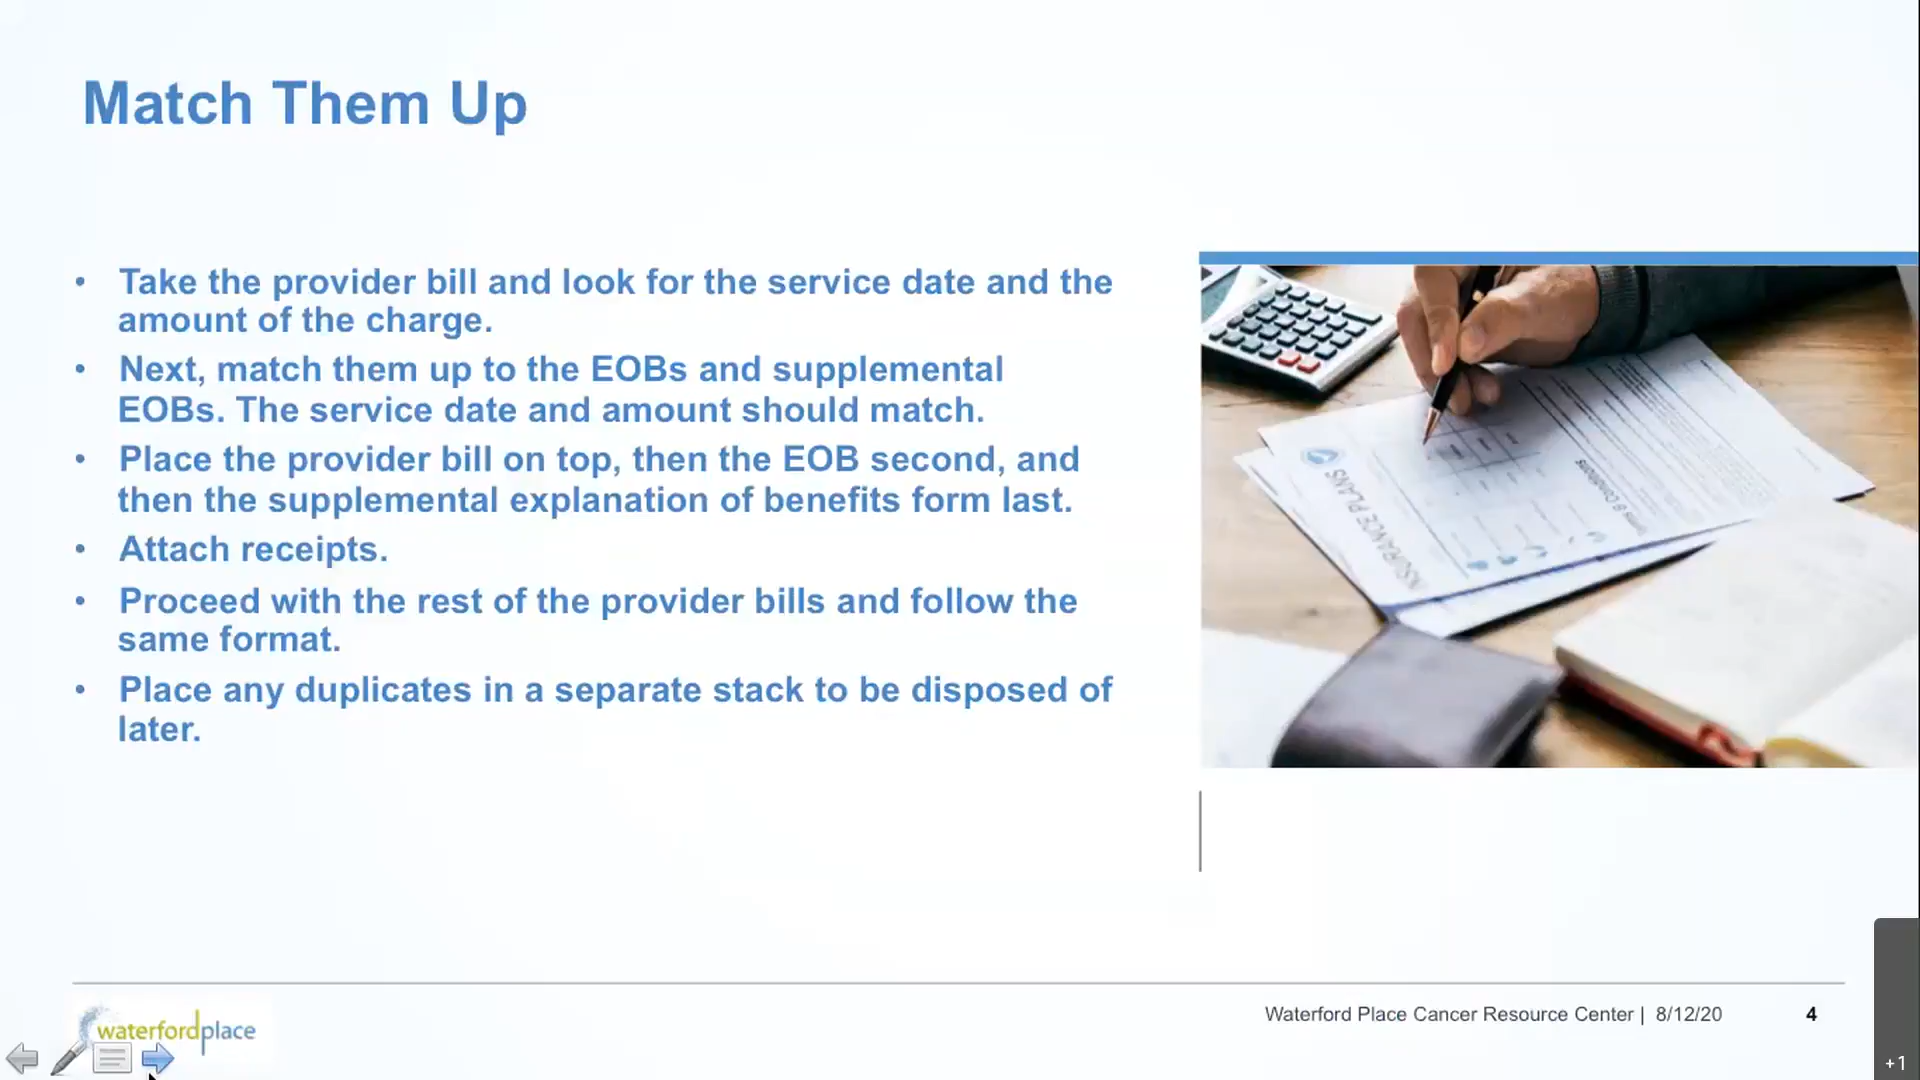 Match Them Up
• Take the provider bill and look for the service date and the
amount of the charge.
• Next, match them up to the EOBs and supplemental
EOBs. The service date and amount should match.
• Place the provider bill on top, then the EOB second, and
then the supplemental explanation of benefits form last.
• Attach receipts.
• Proceed with the rest of the provider bills and follow the
same format.
• Place any duplicates in a separate stack to be disposed of
later.
INSURANCE PLANS
waterfordplace
Waterford Place Cancer Resource Center | 8/12/20 4
+1